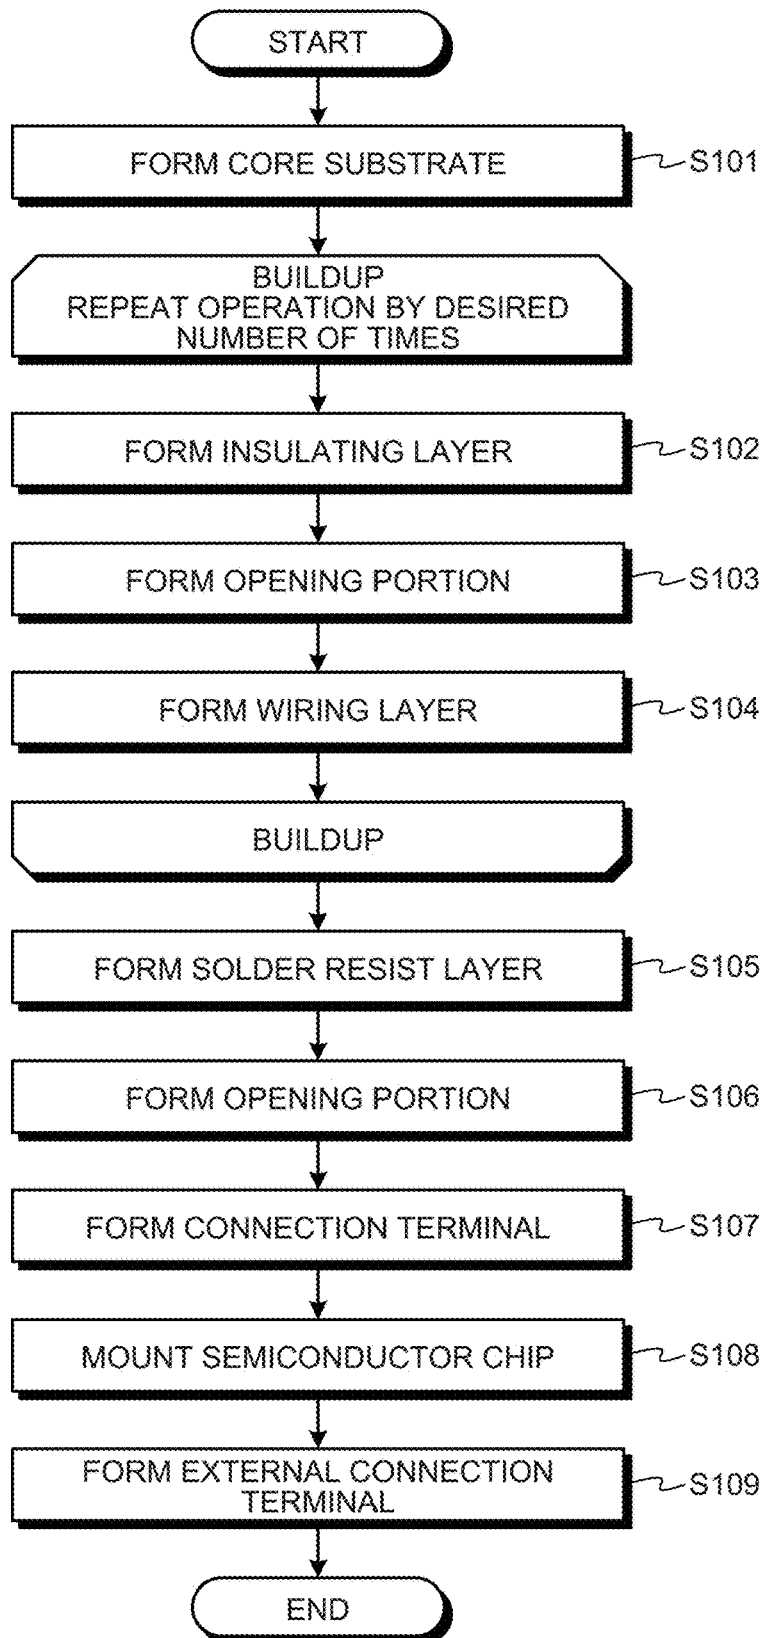 START
FORM CORE SUBSTRATE
S101
BUILDUP
REPEAT OPERATION BY DESIRED
NUMBER OF TIMES
FORM INSULATING LAYER
S102
FORM OPENING PORTION
S103
FORM WIRING LAYER
S104
BUILDUP
FORM SOLDER RESIST LAYER
S105
FORM OPENING PORTION
S106
FORM CONNECTION TERMINAL
S107
MOUNT SEMICONDUCTOR CHIP
S108
FORM EXTERNAL CONNECTION
TERMINAL
S109
END